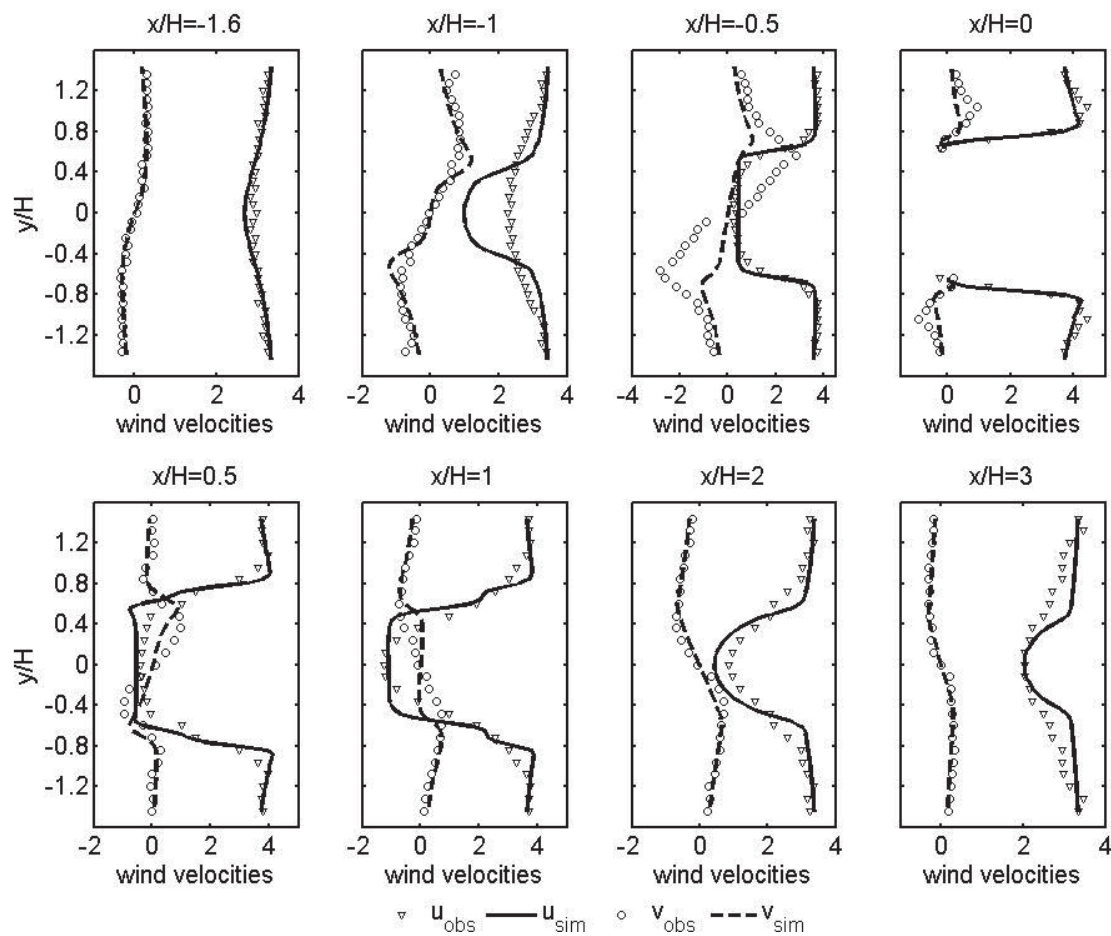 x/H=-1.6
x/H=-1
x/H=-0.5
x/H=0
y/H
1.2
0.8
0.4
0
-0.4
-0.8
-1.2
0 2 4
-2 0 2 4
-4 -2 0 2 4
0 2 4
wind velocities
wind velocities
wind velocities
wind velocities
x/H=0.5
x/H=1
x/H=2
x/H=3
y/H
1.2
0.8
0.4
0
-0.4
-0.8
-1.2
-2 0 2 4
-2 0 2 4
-2 0 2 4
0 2 4
wind velocities
wind velocities
wind velocities
wind velocities
u_obs u_sim v_obs v_sim